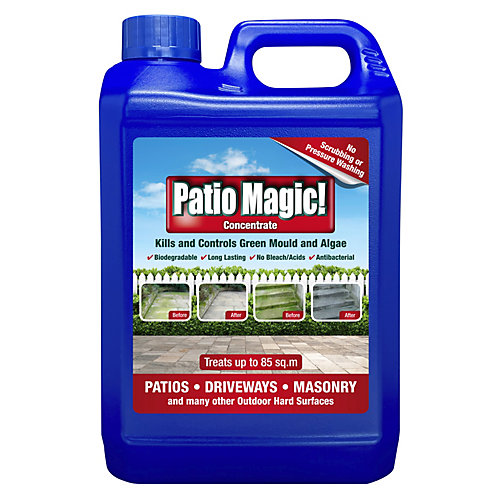 No
Scrubbing or
Pressure Washing
Patio Magic!
Concentrate
Kills and Controls Green Mould and Algae
✓ Biodegradable ✓ Long Lasting ✓ No Bleach/Acids ✓ Antibacterial
Before After Before After
Treats up to 85 sq.m
PATIOS • DRIVEWAYS • MASONRY
and many other Outdoor Hard Surfaces